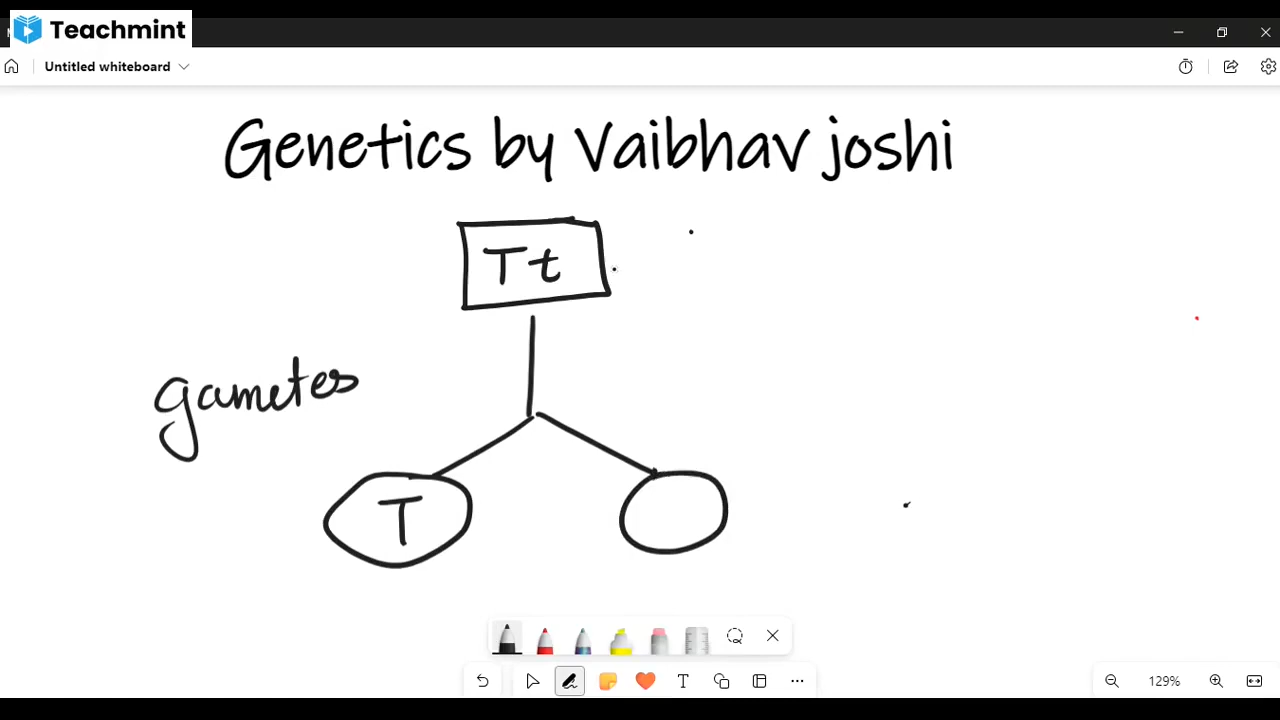 Teachmint
Untitled whiteboard
Genetics by Vaibhav joshi
Tt
gametes
T
T
129%